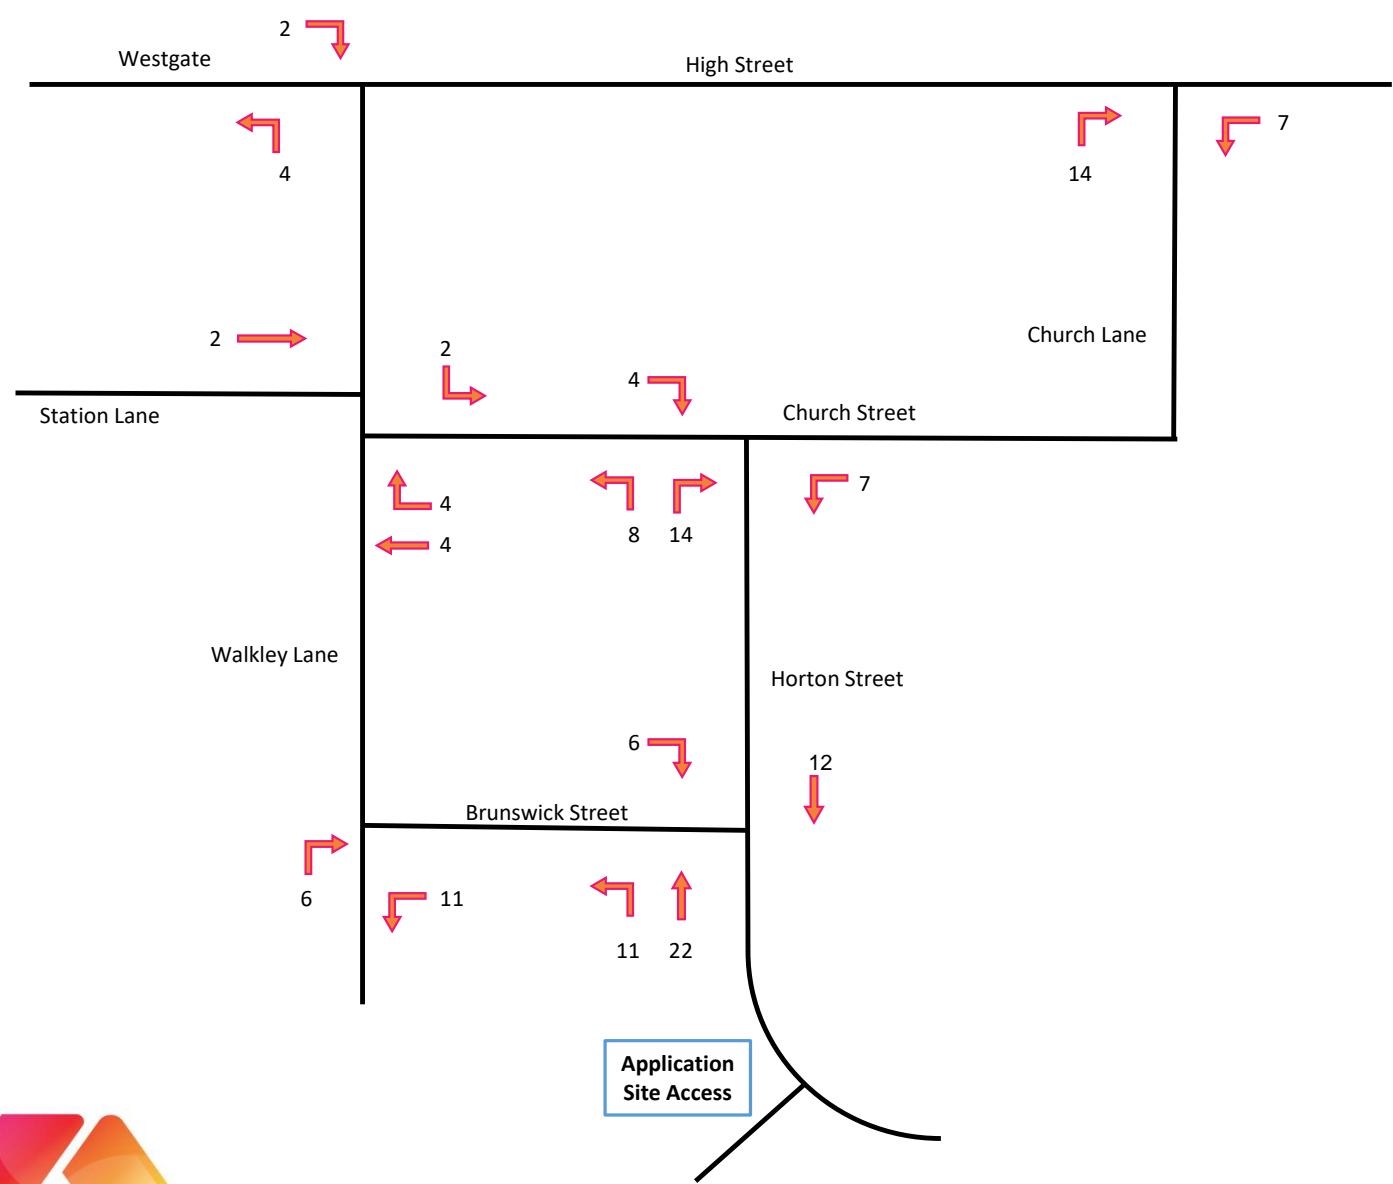 2
Westgate
High Street
4
14
7
2
2
4
Church Lane
Station Lane
Church Street
4
4
8
14
7
Walkley Lane
Horton Street
6
12
Brunswick Street
6
11
11
22
Application
Site Access